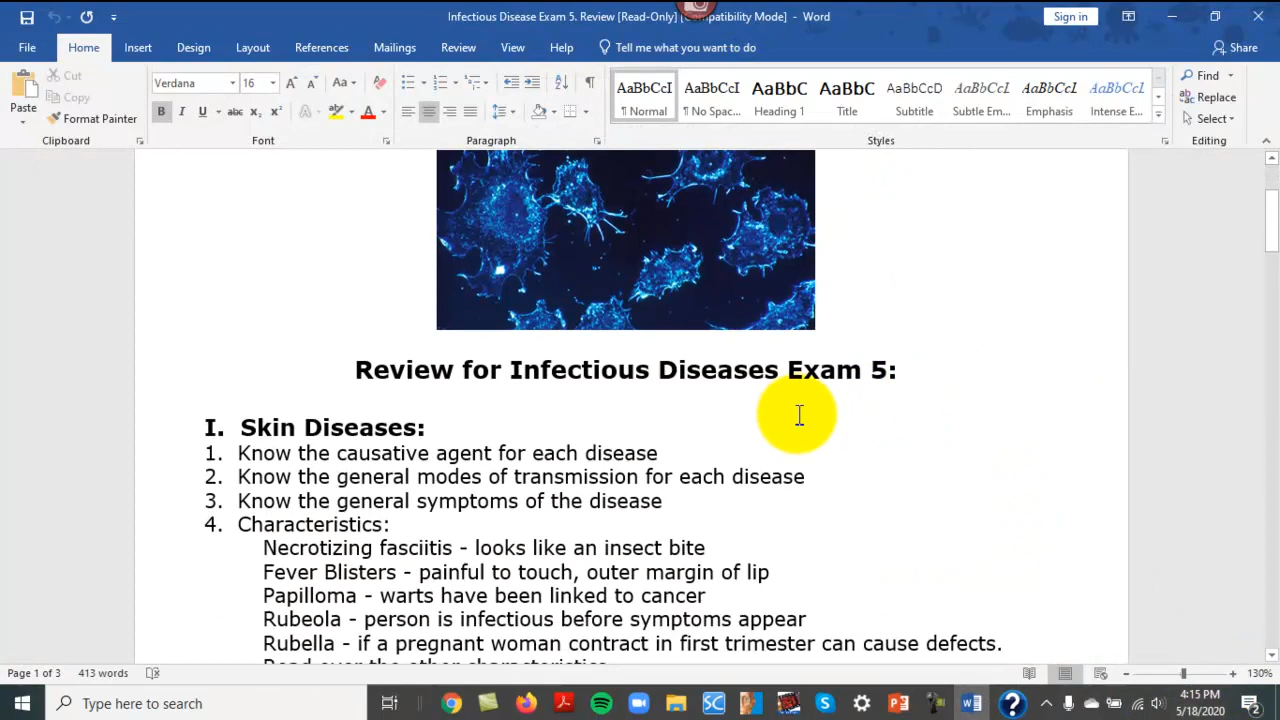 Infectious Disease Exam 5. Review [Read-Only] [Compatibility Mode] - Word
Sign in
File Home Insert Design Layout References Mailings Review View Help Tell me what you want to do Share
Paste
Cut
Copy
Format Painter
Clipboard
Verdana 16
Font
Paragraph
AaBbCcI AaBbCcI AaBbC AaBbC AaBbCcD AaBbCcI AaBbCcI AaBbCcI
¶ Normal ¶ No Spac... Heading 1 Title Subtitle Subtle Em... Emphasis Intense E...
Styles
Find
Replace
Select
Editing
Review for Infectious Diseases Exam 5:
I. Skin Diseases:
1. Know the causative agent for each disease
2. Know the general modes of transmission for each disease
3. Know the general symptoms of the disease
4. Characteristics:
Necrotizing fasciitis - looks like an insect bite
Fever Blisters - painful to touch, outer margin of lip
Papilloma - warts have been linked to cancer
Rubeola - person is infectious before symptoms appear
Rubella - if a pregnant woman contract in first trimester can cause defects.
Read over the other characteristics
Page 1 of 3 413 words
130%
Type here to search
4:15 PM
5/18/2020